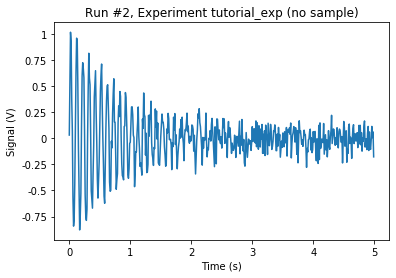 Run #2, Experiment tutorial_exp (no sample)
Signal (V)
1
0.75
0.5
0.25
0
-0.25
-0.5
-0.75
0 1 2 3 4 5
Time (s)